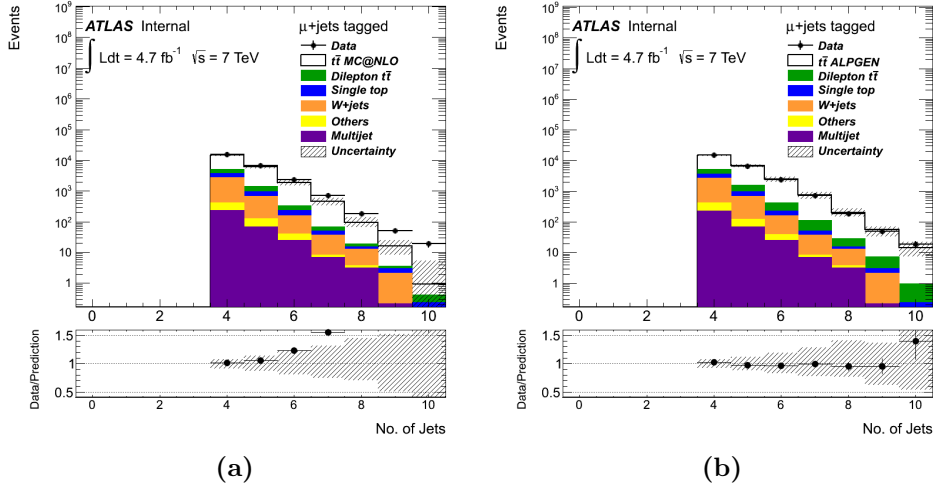 Events
ATLAS Internal
∫ Ldt = 4.7 fb⁻¹ √s = 7 TeV
μ+jets tagged
Data
tt̄ MC@NLO
Dilepton tt̄
Single top
W+jets
Others
Multijet
Uncertainty
10⁹
10⁸
10⁷
10⁶
10⁵
10⁴
10³
10²
10
1
Data/Prediction
1.5
1
0.5
0 2 4 6 8 10
No. of Jets
(a)
Events
ATLAS Internal
∫ Ldt = 4.7 fb⁻¹ √s = 7 TeV
μ+jets tagged
Data
tt̄ ALPGEN
Dilepton tt̄
Single top
W+jets
Others
Multijet
Uncertainty
10⁹
10⁸
10⁷
10⁶
10⁵
10⁴
10³
10²
10
1
Data/Prediction
1.5
1
0.5
0 2 4 6 8 10
No. of Jets
(b)